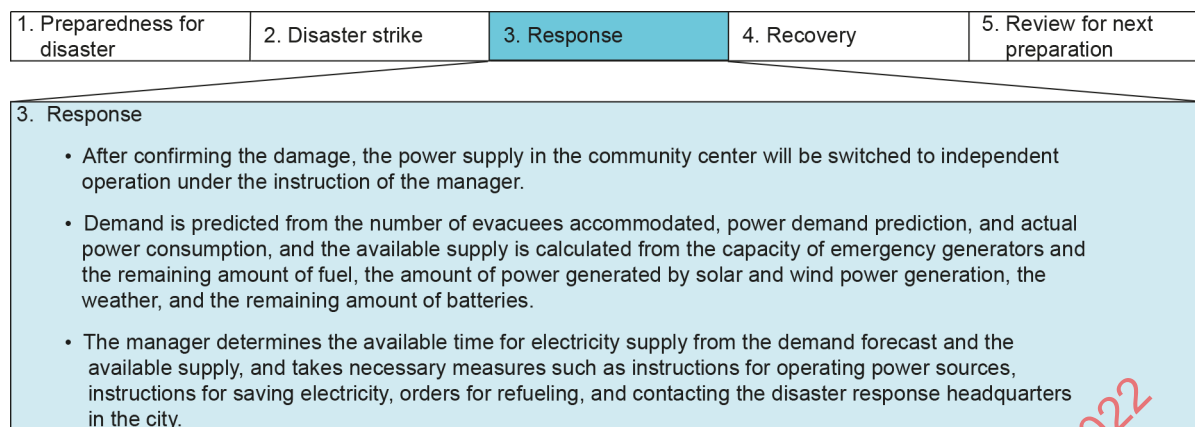 1. Preparedness for
disaster
2. Disaster strike
3. Response
4. Recovery
5. Review for next
preparation
3. Response
• After confirming the damage, the power supply in the community center will be switched to independent
operation under the instruction of the manager.
• Demand is predicted from the number of evacuees accommodated, power demand prediction, and actual
power consumption, and the available supply is calculated from the capacity of emergency generators and
the remaining amount of fuel, the amount of power generated by solar and wind power generation, the
weather, and the remaining amount of batteries.
• The manager determines the available time for electricity supply from the demand forecast and the
available supply, and takes necessary measures such as instructions for operating power sources,
instructions for saving electricity, orders for refueling, and contacting the disaster response headquarters
in the city.